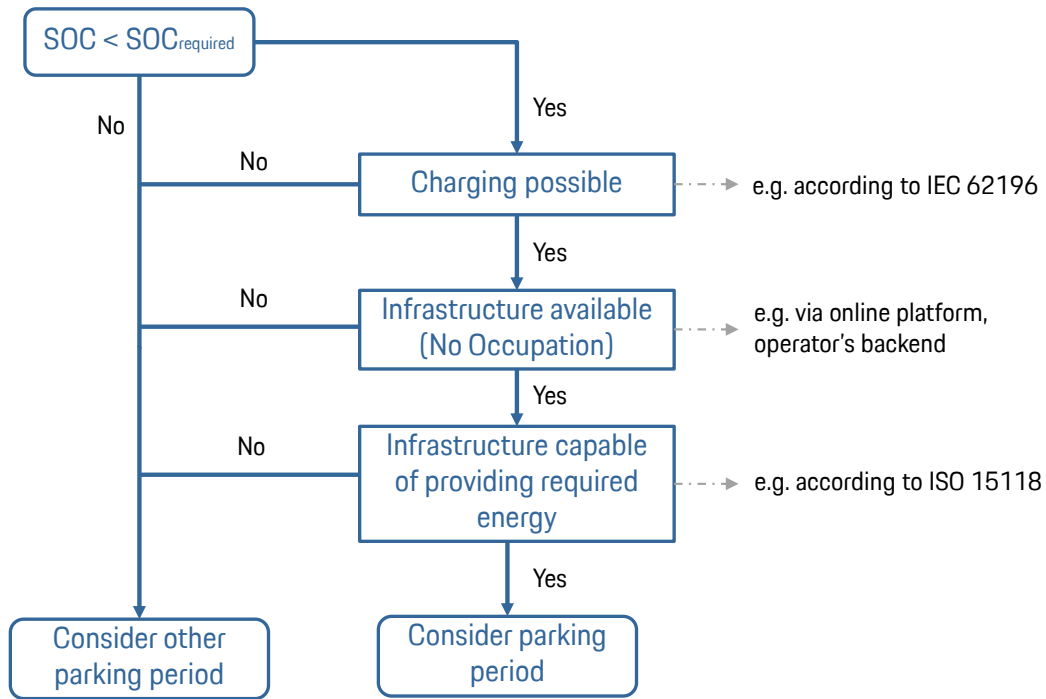 SOC < SOCrequired
Yes
No
No
Charging possible
e.g. according to IEC 62196
Yes
No
Infrastructure available
(No Occupation)
e.g. via online platform,
operator's backend
Yes
No
Infrastructure capable
of providing required
energy
e.g. according to ISO 15118
Yes
Consider other
parking period
Consider parking
period